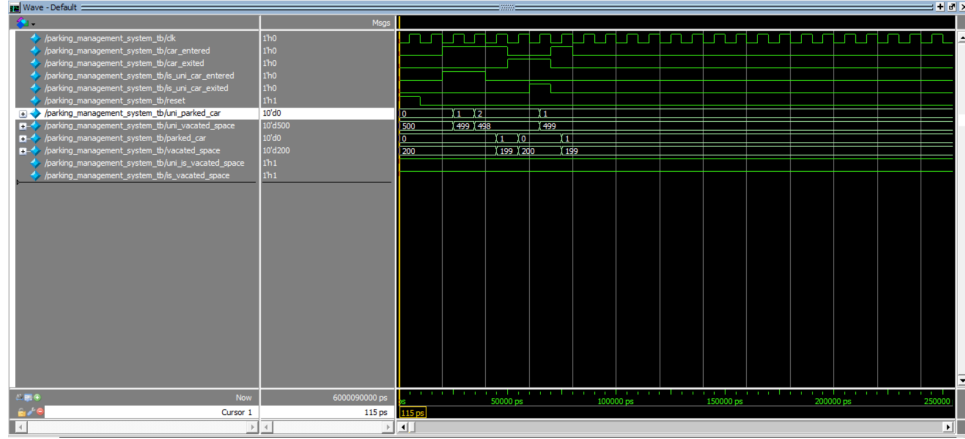 Wave - Default
Msgs
/parking_management_system_tb/clk 1'h0
/parking_management_system_tb/car_entered 1'h0
/parking_management_system_tb/car_exited 1'h0
/parking_management_system_tb/is_uni_car_entered 1'h0
/parking_management_system_tb/is_uni_car_exited 1'h0
/parking_management_system_tb/reset 1'h1
/parking_management_system_tb/uni_parked_car 10'd0 0 1 2 1
/parking_management_system_tb/uni_vacated_space 10'd500 500 499 498 499
/parking_management_system_tb/parked_car 10'd0 0 1 0 1
/parking_management_system_tb/vacated_space 10'd200 200 199 200 199
/parking_management_system_tb/uni_is_vacated_space 1'h1
/parking_management_system_tb/is_vacated_space 1'h1
Now 6000090000 ps ps 50000 ps 100000 ps 150000 ps 200000 ps 250000
Cursor 1 115 ps 115 ps